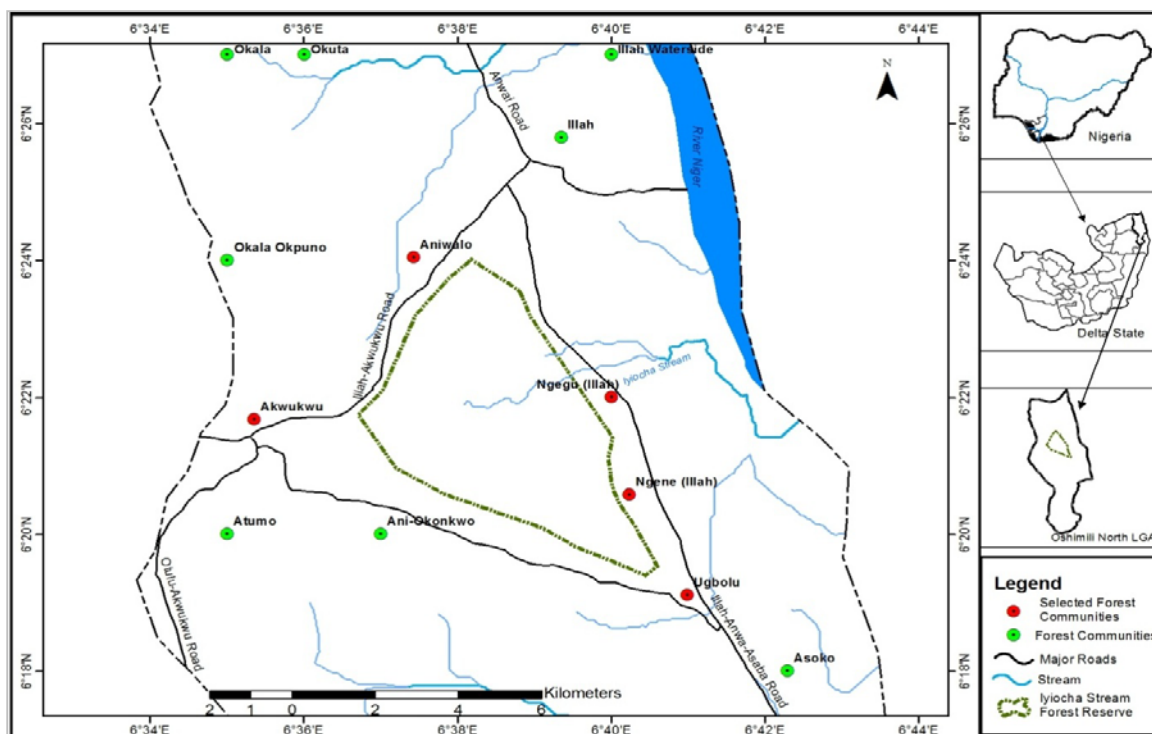 6°34'E 6°36'E 6°38'E 6°40'E 6°42'E 6°44'E
Okala
Okuta
Illah Waterside
N
Ahwai Road
River Niger
6°26'N
6°26'N
Illah
Okala Okpuno
Aniwalo
6°24'N
6°24'N
Illah-Akwukwu Road
Iyiocha Stream
Ngegu (Illah)
6°22'N
6°22'N
Akwukwu
Ngene (Illah)
Atumo
Ani-Okonkwo
6°20'N
6°20'N
Ugbolu
Olufu-Akwukwu Road
Illah-Anwa-Asaba Road
Asoko
6°18'N
6°18'N
Kilometers
2 1 0 2 4 6
6°34'E 6°36'E 6°38'E 6°40'E 6°42'E 6°44'E
Nigeria
Delta State
Oshimili North LGA
Legend
Selected Forest
Communities
Forest Communities
Major Roads
Stream
Iyiocha Stream
Forest Reserve